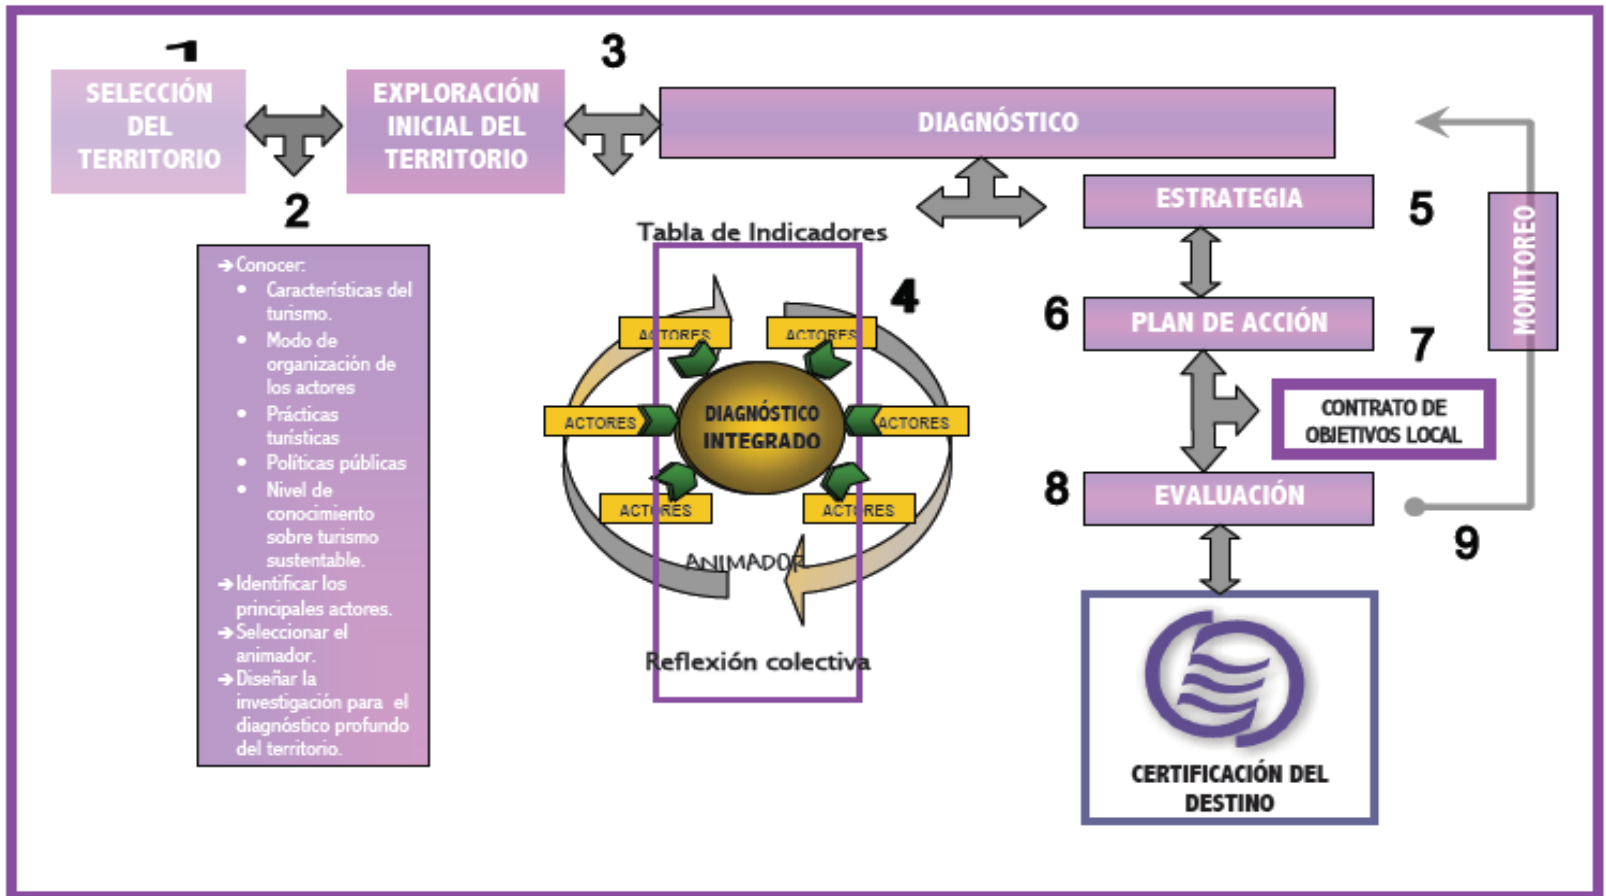 1
SELECCIÓN
DEL
TERRITORIO
2
EXPLORACIÓN
INICIAL DEL
TERRITORIO
3
DIAGNÓSTICO
➔ Conocer:
• Características del
turismo.
• Modo de
organización de
los actores
• Prácticas
turísticas
• Políticas públicas
• Nivel de
conocimiento
sobre turismo
sustentable.
➔ Identificar los
principales actores.
➔ Seleccionar el
animador.
➔ Diseñar la
investigación para el
diagnóstico profundo
del territorio.
Tabla de Indicadores
4
ACTORES
ACTORES
ACTORES
DIAGNÓSTICO
INTEGRADO
ACTORES
ACTORES
ACTORES
ANIMADOR
Reflexión colectiva
ESTRATEGIA
5
6
PLAN DE ACCIÓN
7
CONTRATO DE
OBJETIVOS LOCAL
8
EVALUACIÓN
9
MONITOREO
CERTIFICACIÓN DEL
DESTINO